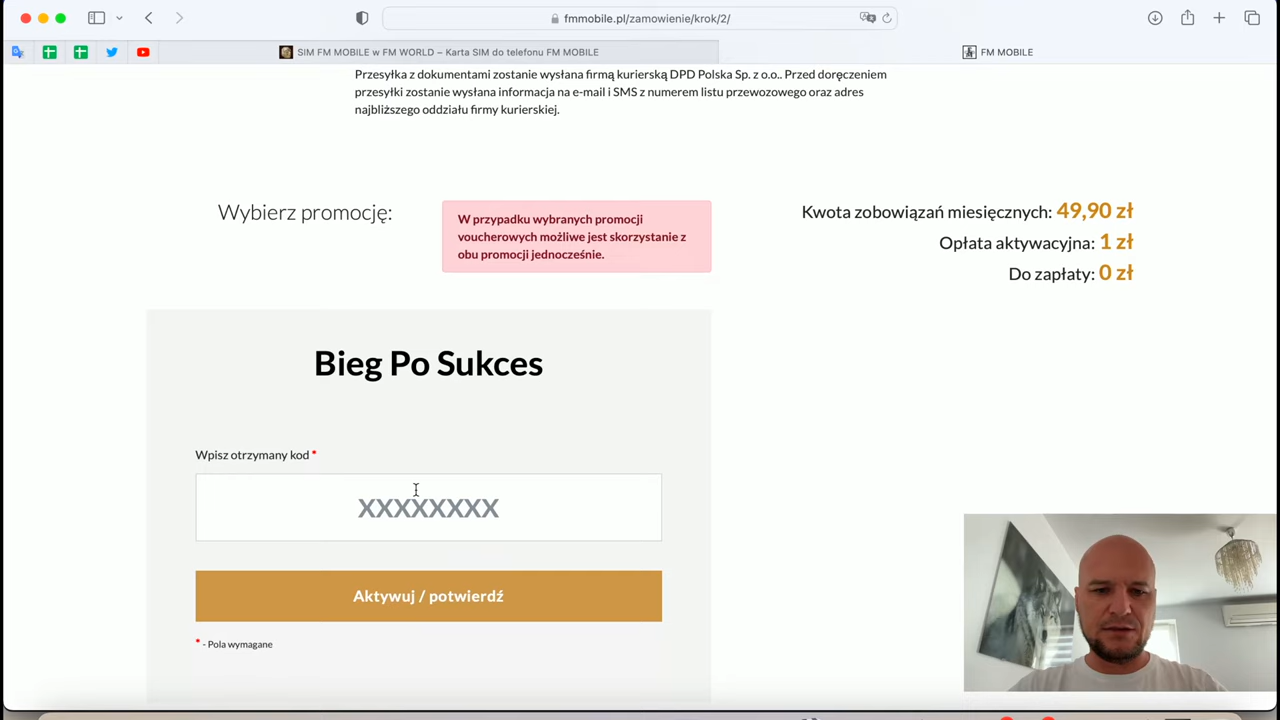 fmmobile.pl/zamowienie/krok/2/
SIM FM MOBILE w FM WORLD – Karta SIM do telefonu FM MOBILE
FM MOBILE
Przesyłka z dokumentami zostanie wysłana firmą kurierską DPD Polska Sp. z o.o.. Przed doręczeniem
przesyłki zostanie wysłana informacja na e-mail i SMS z numerem listu przewozowego oraz adres
najbliższego oddziału firmy kurierskiej.
Wybierz promocję:
W przypadku wybranych promocji
voucherowych możliwe jest skorzystanie z
obu promocji jednocześnie.
Kwota zobowiązań miesięcznych: 49,90 zł
Opłata aktywacyjna: 1 zł
Do zapłaty: 0 zł
Bieg Po Sukces
Wpisz otrzymany kod *
XXXXXXXX
Aktywuj / potwierdź
* - Pola wymagane